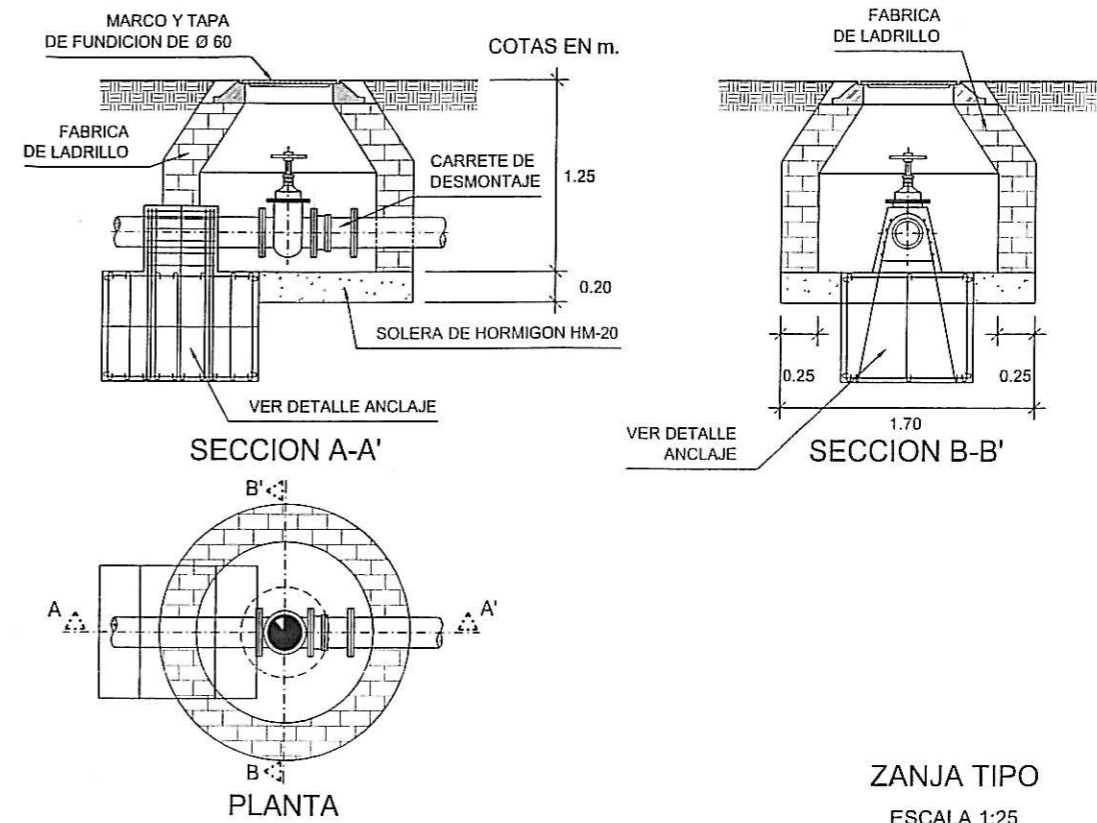 MARCO Y TAPA
DE FUNDICION DE Ø 60
COTAS EN m.
FABRICA
DE LADRILLO
CARRETE DE
DESMONTAJE
1.25
0.20
SOLERA DE HORMIGON HM-20
VER DETALLE ANCLAJE
SECCION A-A'
FABRICA
DE LADRILLO
0.25
0.25
1.70
VER DETALLE
ANCLAJE
SECCION B-B'
B'
A
A'
B
PLANTA
ZANJA TIPO
ESCALA 1:25